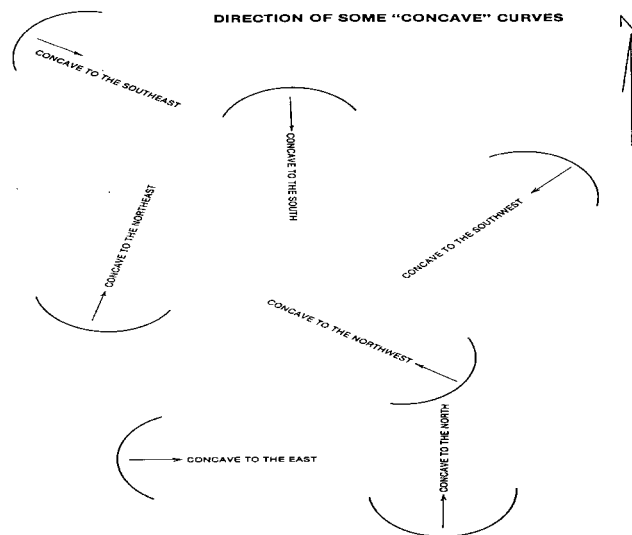 DIRECTION OF SOME “CONCAVE” CURVES
N
CONCAVE TO THE SOUTHEAST
CONCAVE TO THE SOUTH
CONCAVE TO THE NORTHEAST
CONCAVE TO THE SOUTHWEST
CONCAVE TO THE NORTHWEST
CONCAVE TO THE NORTH
CONCAVE TO THE EAST